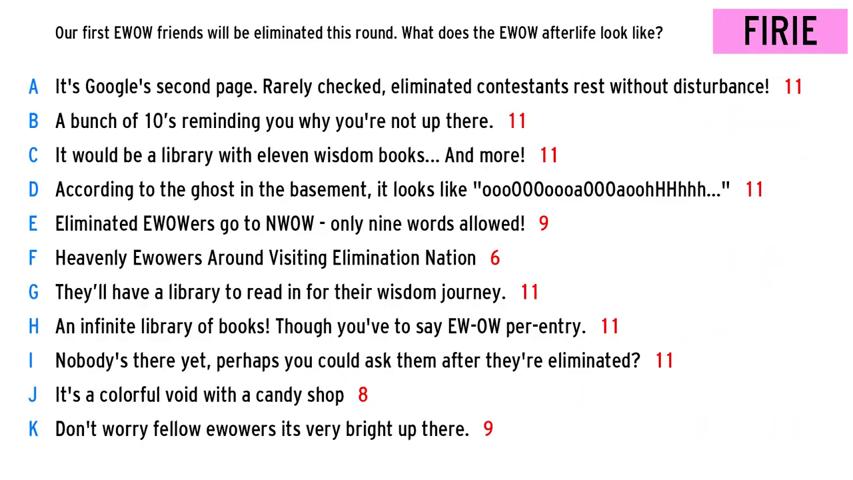 Our first EWOW friends will be eliminated this round. What does the EWOW afterlife look like?
FIRIE
A It's Google's second page. Rarely checked, eliminated contestants rest without disturbance! 11
B A bunch of 10's reminding you why you're not up there. 11
C It would be a library with eleven wisdom books... And more! 11
D According to the ghost in the basement, it looks like "oooOOOoooaOOOaoohHHhhh..." 11
E Eliminated EWOWers go to NWOW - only nine words allowed! 9
F Heavenly Ewowers Around Visiting Elimination Nation 6
G They'll have a library to read in for their wisdom journey. 11
H An infinite library of books! Though you've to say EW-OW per-entry. 11
I Nobody's there yet, perhaps you could ask them after they're eliminated? 11
J It's a colorful void with a candy shop 8
K Don't worry fellow ewowers its very bright up there. 9